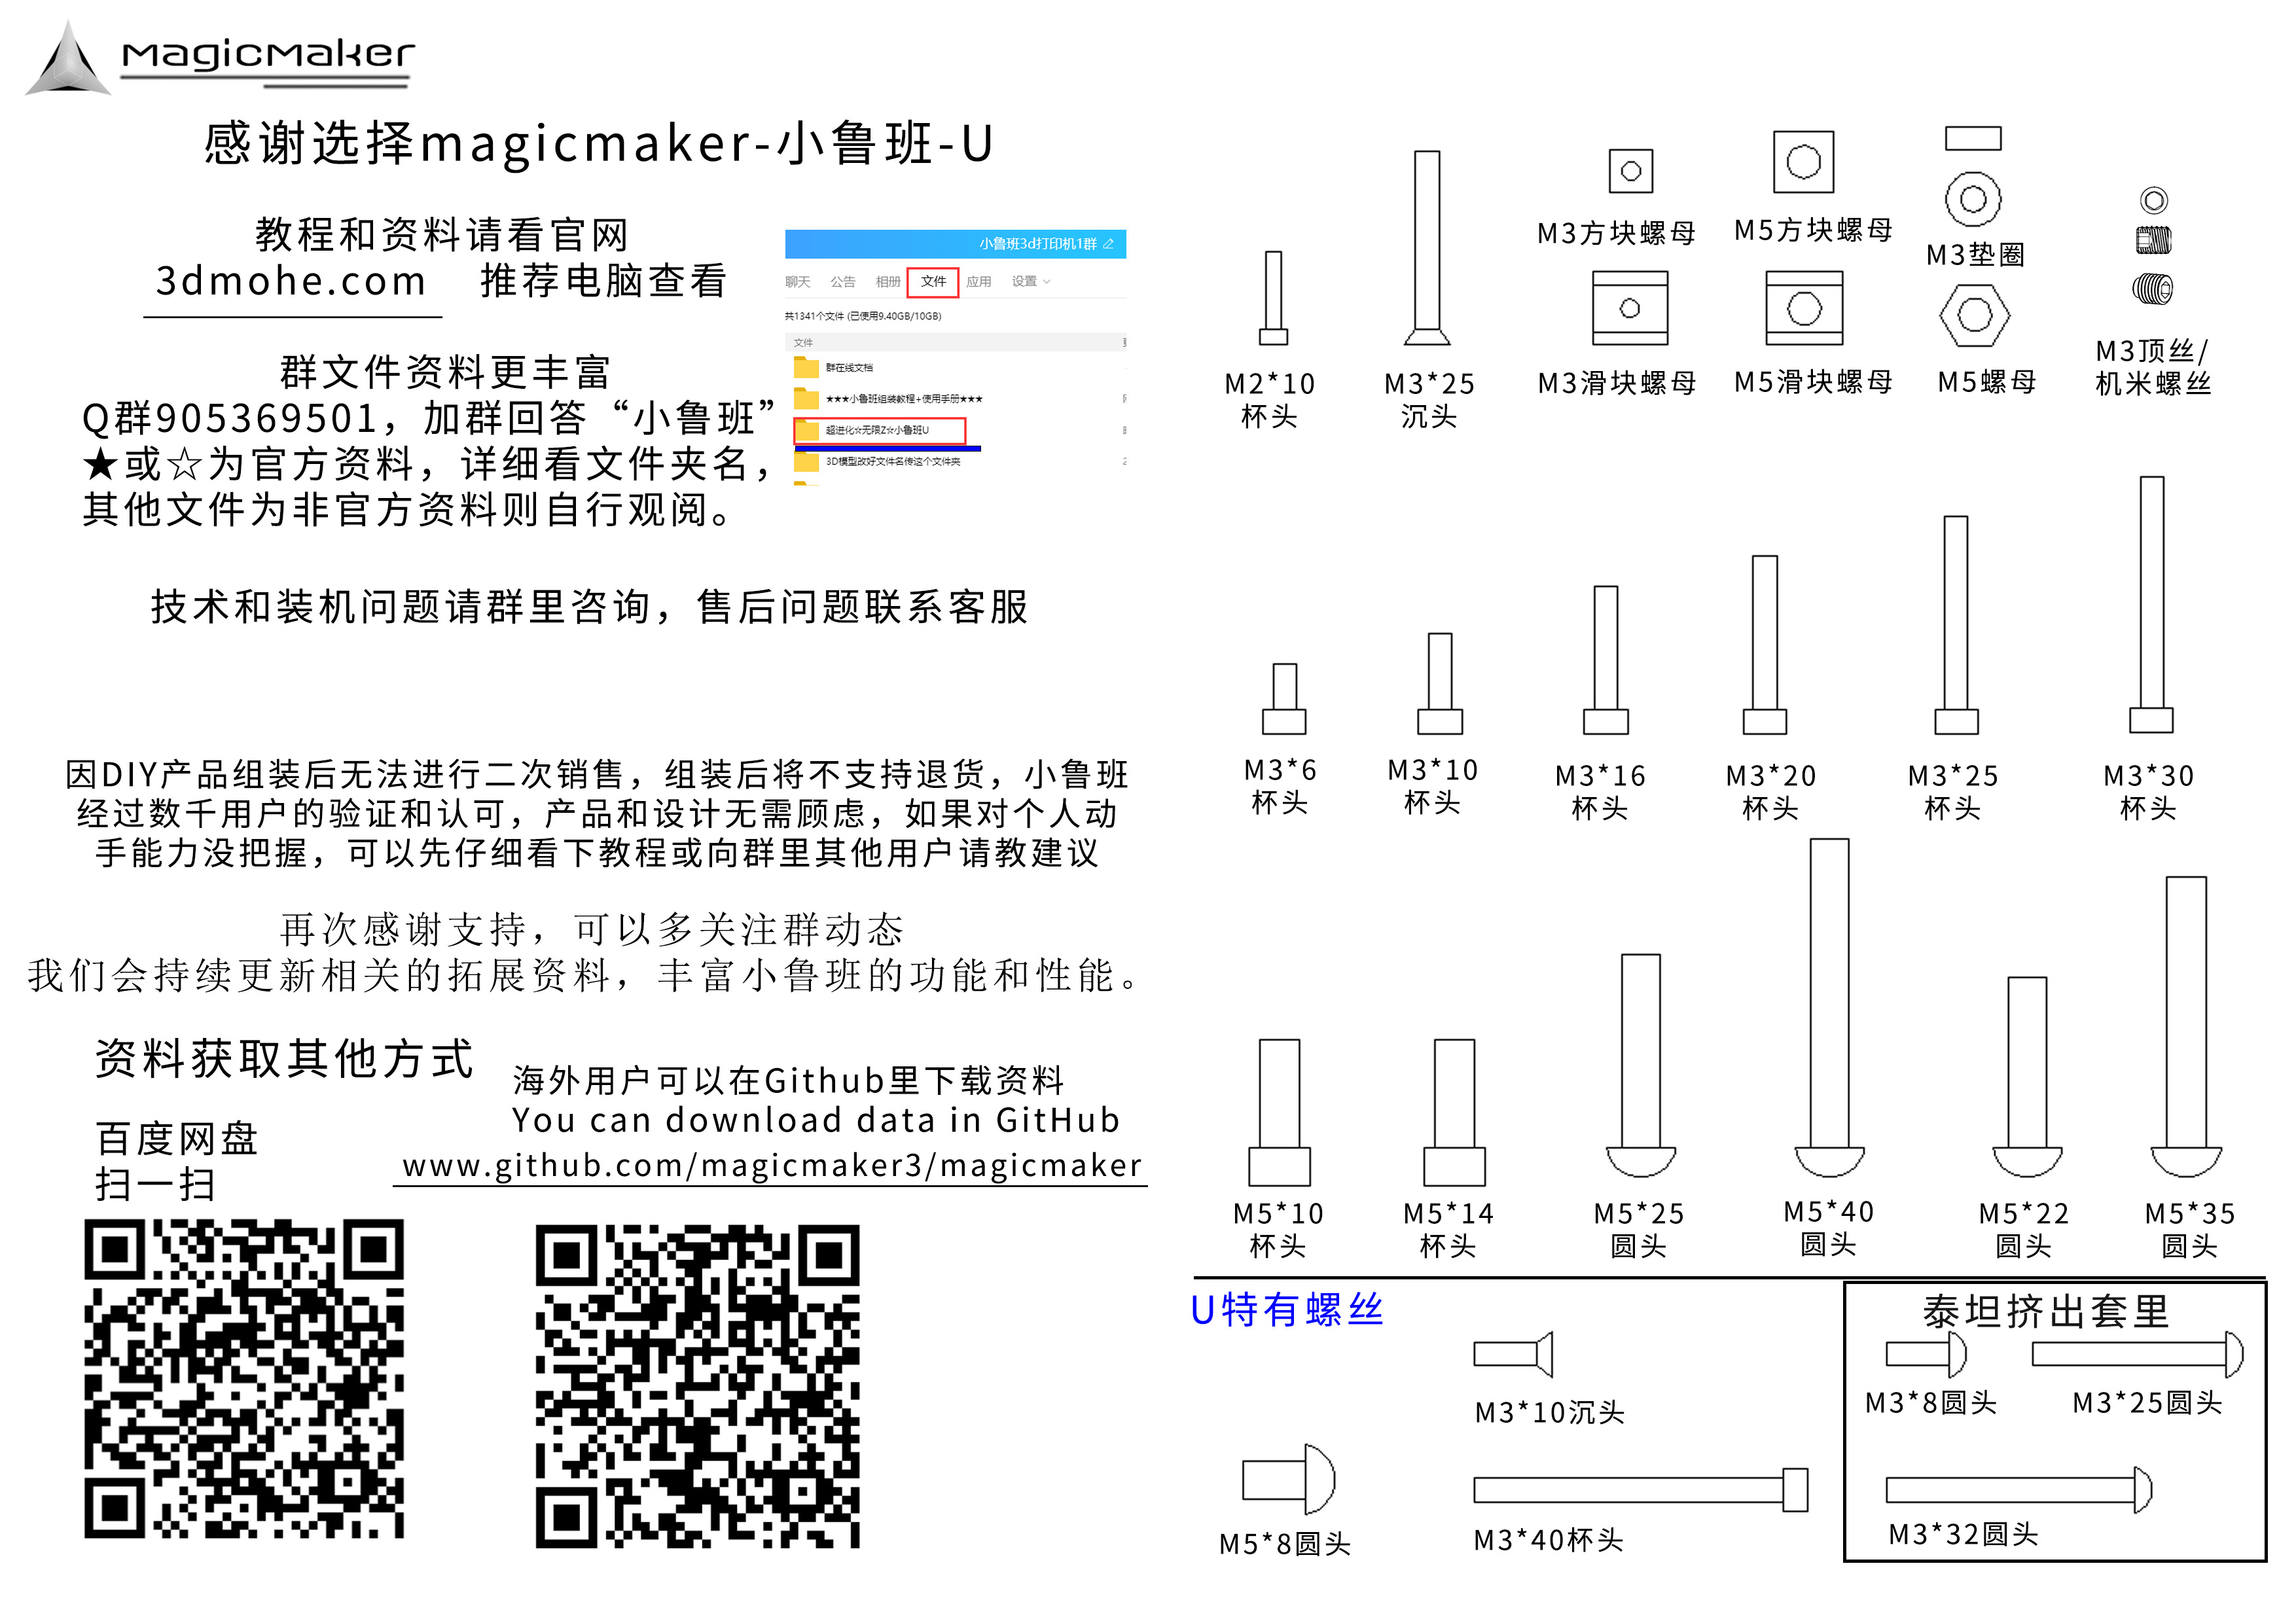 magicmaker
感谢选择magicmaker-小鲁班-U
教程和资料请看官网
3dmohe.com 推荐电脑查看
群文件资料更丰富
Q群905369501，加群回答“小鲁班”
★或☆为官方资料，详细看文件夹名，
其他文件为非官方资料则自行观阅。
小鲁班3d打印机1群
聊天 公告 相册 文件 应用 设置
共1341个文件 (已使用9.40GB/10GB)
文件
群在线文档
★★★小鲁班组装教程+使用手册★★★
超进化☆无限Z☆小鲁班U
3D模型改好文件名传这个文件夹
技术和装机问题请群里咨询，售后问题联系客服
因DIY产品组装后无法进行二次销售，组装后将不支持退货，小鲁班
经过数千用户的验证和认可，产品和设计无需顾虑，如果对个人动
手能力没把握，可以先仔细看下教程或向群里其他用户请教建议
再次感谢支持，可以多关注群动态
我们会持续更新相关的拓展资料，丰富小鲁班的功能和性能。
资料获取其他方式
百度网盘
扫一扫
海外用户可以在Github里下载资料
You can download data in GitHub
www.github.com/magicmaker3/magicmaker
M2*10
杯头
M3*25
沉头
M3方块螺母
M5方块螺母
M3垫圈
M3滑块螺母
M5滑块螺母
M5螺母
M3顶丝/
机米螺丝
M3*6
杯头
M3*10
杯头
M3*16
杯头
M3*20
杯头
M3*25
杯头
M3*30
杯头
M5*10
杯头
M5*14
杯头
M5*25
圆头
M5*40
圆头
M5*22
圆头
M5*35
圆头
U特有螺丝
M3*10沉头
M5*8圆头
M3*40杯头
泰坦挤出套里
M3*8圆头
M3*25圆头
M3*32圆头